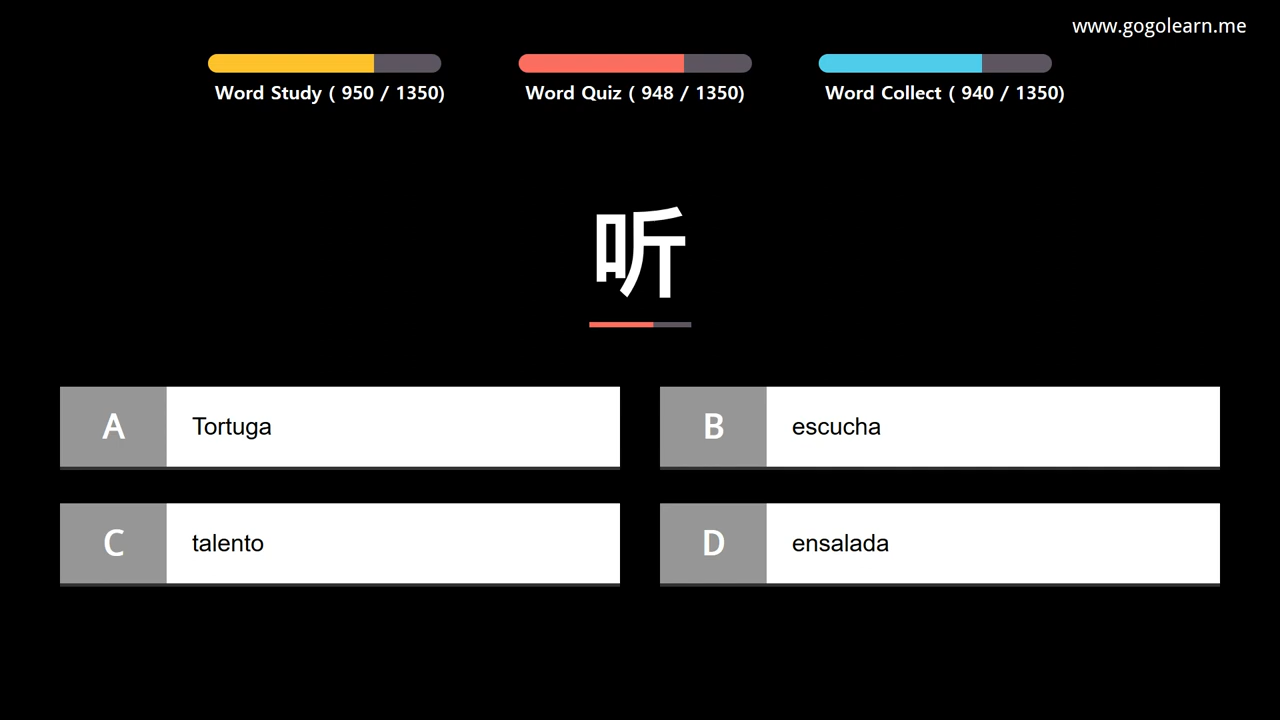 www.gogolearn.me
Word Study ( 950 / 1350)
Word Quiz ( 948 / 1350)
Word Collect ( 940 / 1350)
听
A Tortuga
B escucha
C talento
D ensalada